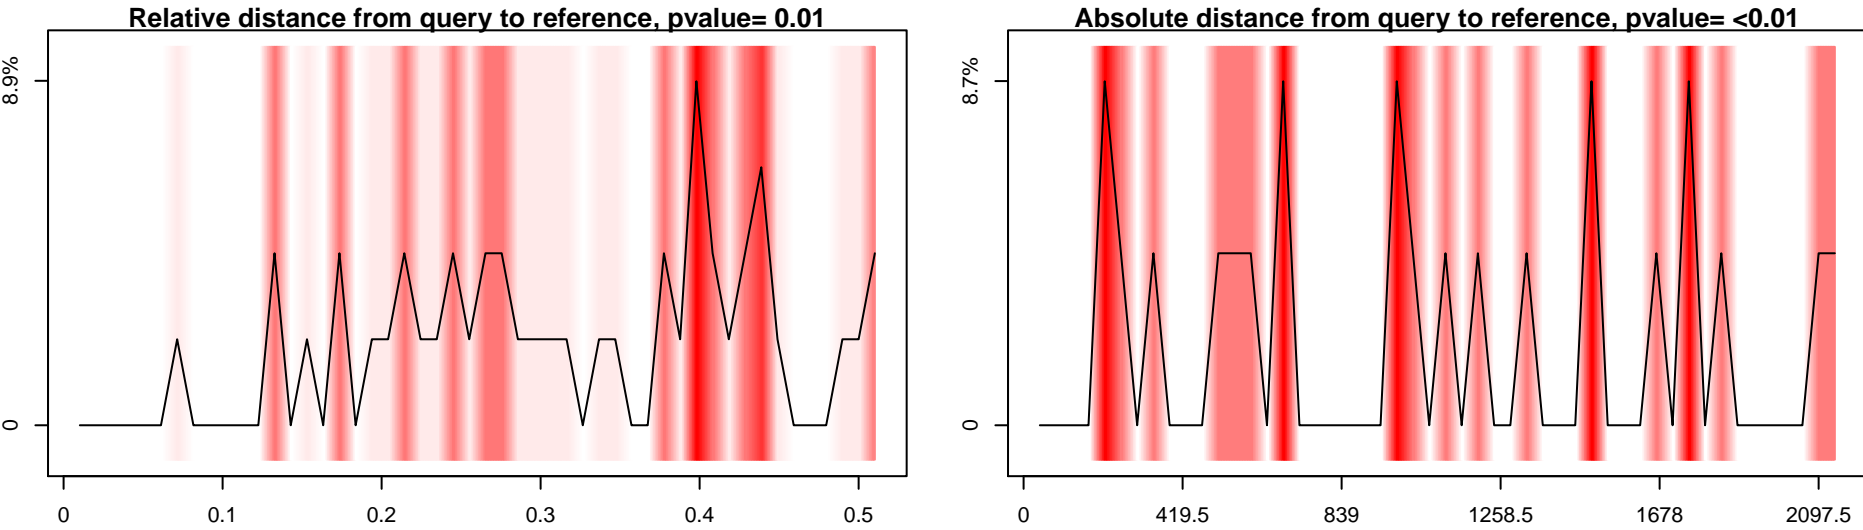 Relative distance from query to reference, pvalue= 0.01
8.9%
0
0 0.1 0.2 0.3 0.4 0.5
Absolute distance from query to reference, pvalue= <0.01
8.7%
0
0 419.5 839 1258.5 1678 2097.5